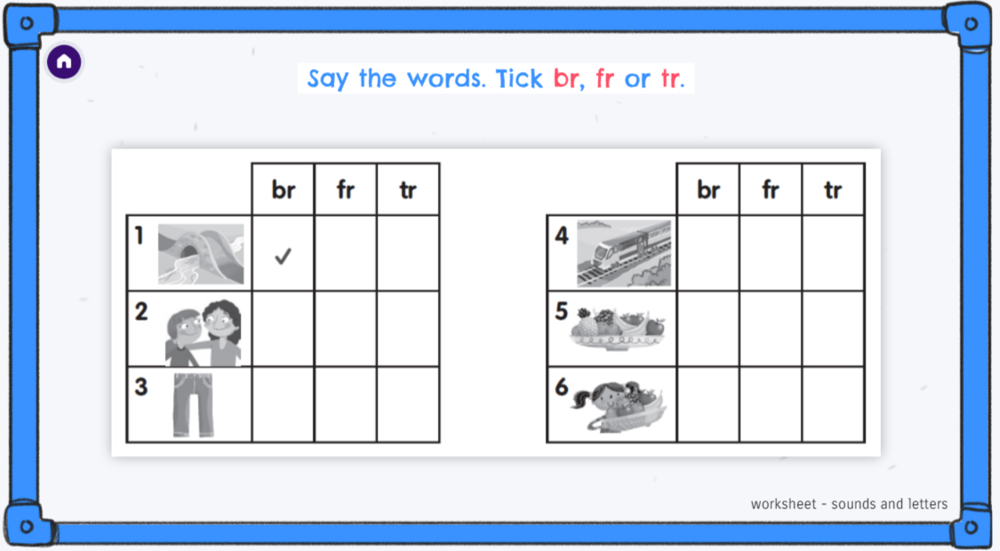 Say the words. Tick br, fr or tr.
br fr tr
1
2
3
br fr tr
4
5
6
worksheet - sounds and letters